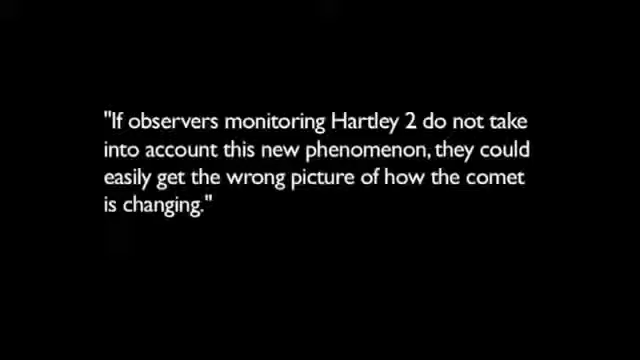 "If observers monitoring Hartley 2 do not take
into account this new phenomenon, they could
easily get the wrong picture of how the comet
is changing."